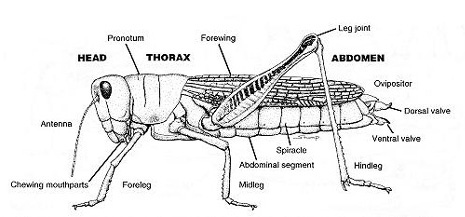 Leg joint
Pronotum
Forewing
HEAD
THORAX
ABDOMEN
Ovipositor
Dorsal valve
Antenna
Ventral valve
Spiracle
Abdominal segment
Hindleg
Chewing mouthparts
Foreleg
Midleg